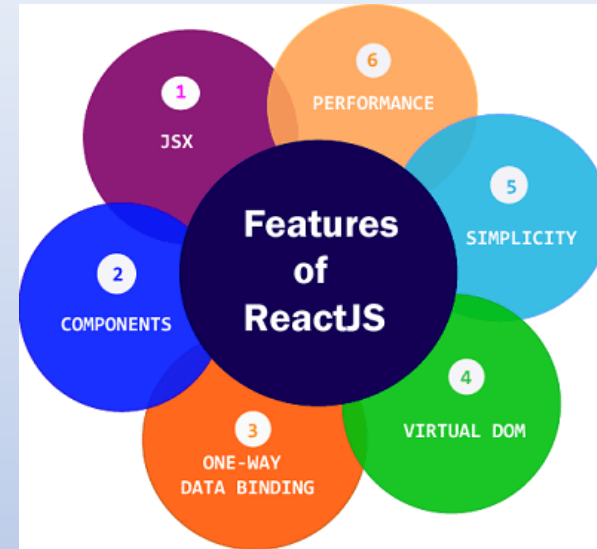 Features
of
ReactJS
1
JSX
2
COMPONENTS
3
ONE-WAY
DATA BINDING
4
VIRTUAL DOM
5
SIMPLICITY
6
PERFORMANCE